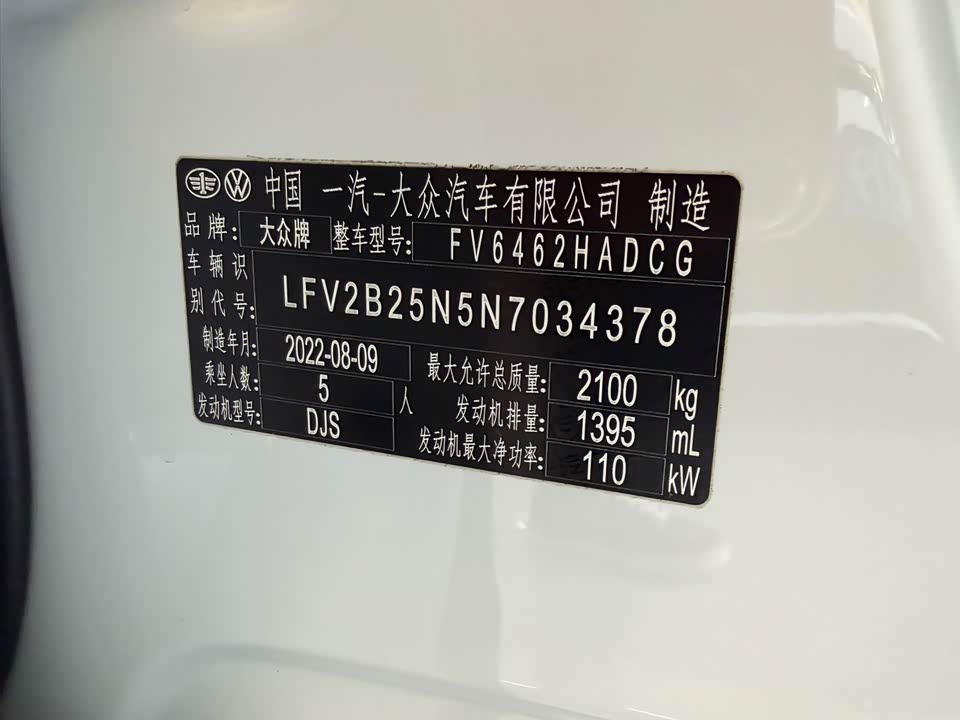 中国 一汽-大众汽车有限公司 制造
品牌: 大众牌 整车型号: FV6462HADCG
车辆识别代号: LFV2B25N5N7034378
制造年月: 2022-08-09 最大允许总质量: 2100 kg
乘坐人数: 5 人 发动机排量: 1395 mL
发动机型号: DJS 发动机最大净功率: 110 kW